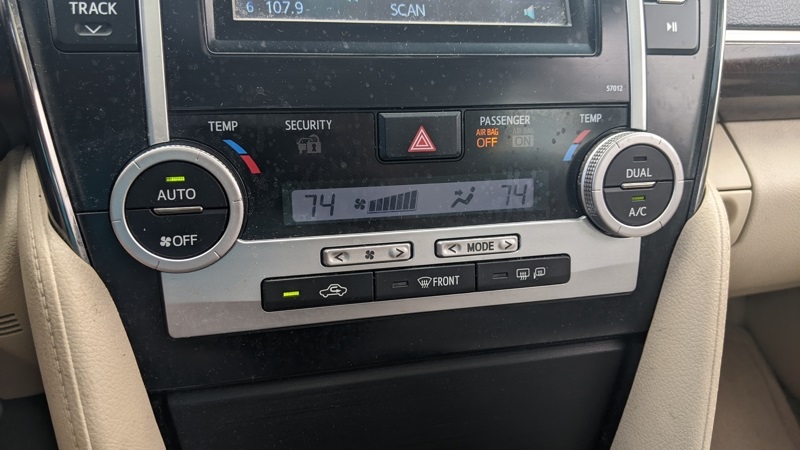 TRACK
6 107.9 SCAN
57012
TEMP
SECURITY
PASSENGER
AIR BAG
OFF
ON
TEMP
AUTO
OFF
74
74
DUAL
A/C
MODE
FRONT